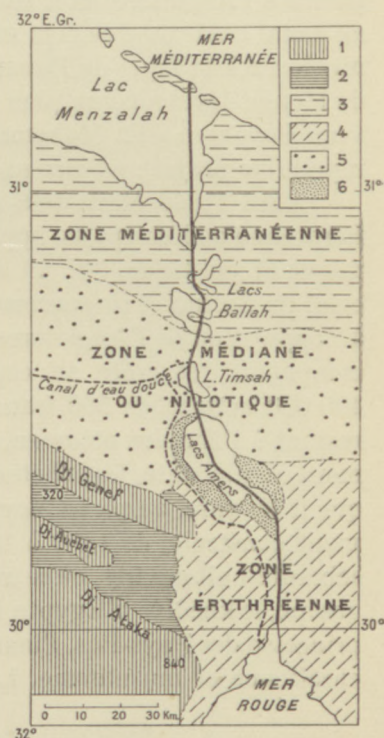 32° E. Gr.
MER
MÉDITERRANÉE
Lac
Menzalah
1
2
3
4
5
6
31°
31°
ZONE MÉDITERRANÉENNE
Lacs
Ballah
ZONE MÉDIANE
L. Timsah
Canal d'eau douce
OU NILOTIQUE
Lacs Amers
Dj. Genef
320
Dj. Auebed
ZONE
ÉRYTHRÉENNE
Dj. Ataka
30°
30°
840
MER
ROUGE
0 10 20 30 Km.
32°